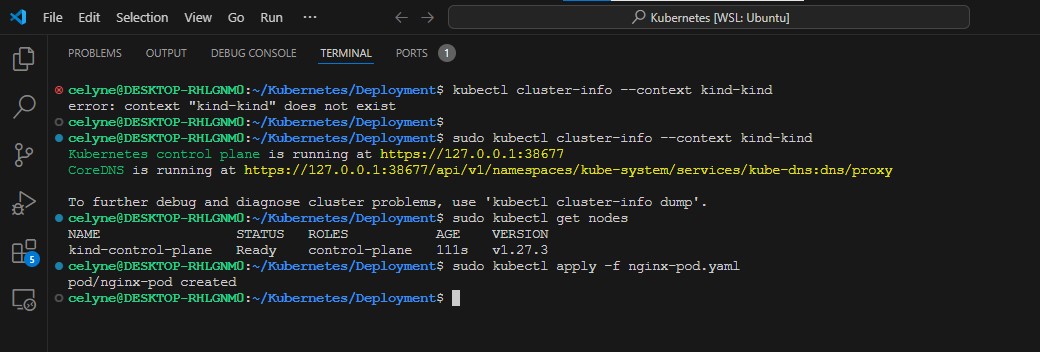 File Edit Selection View Go Run ··· Kubernetes [WSL: Ubuntu]
PROBLEMS OUTPUT DEBUG CONSOLE TERMINAL PORTS 1
celyne@DESKTOP-RHLGNM0:~/Kubernetes/Deployment$ kubectl cluster-info --context kind-kind
error: context "kind-kind" does not exist
celyne@DESKTOP-RHLGNM0:~/Kubernetes/Deployment$
celyne@DESKTOP-RHLGNM0:~/Kubernetes/Deployment$ sudo kubectl cluster-info --context kind-kind
Kubernetes control plane is running at https://127.0.0.1:38677
CoreDNS is running at https://127.0.0.1:38677/api/v1/namespaces/kube-system/services/kube-dns:dns/proxy
To further debug and diagnose cluster problems, use 'kubectl cluster-info dump'.
celyne@DESKTOP-RHLGNM0:~/Kubernetes/Deployment$ sudo kubectl get nodes
NAME STATUS ROLES AGE VERSION
kind-control-plane Ready control-plane 111s v1.27.3
celyne@DESKTOP-RHLGNM0:~/Kubernetes/Deployment$ sudo kubectl apply -f nginx-pod.yaml
pod/nginx-pod created
celyne@DESKTOP-RHLGNM0:~/Kubernetes/Deployment$
5